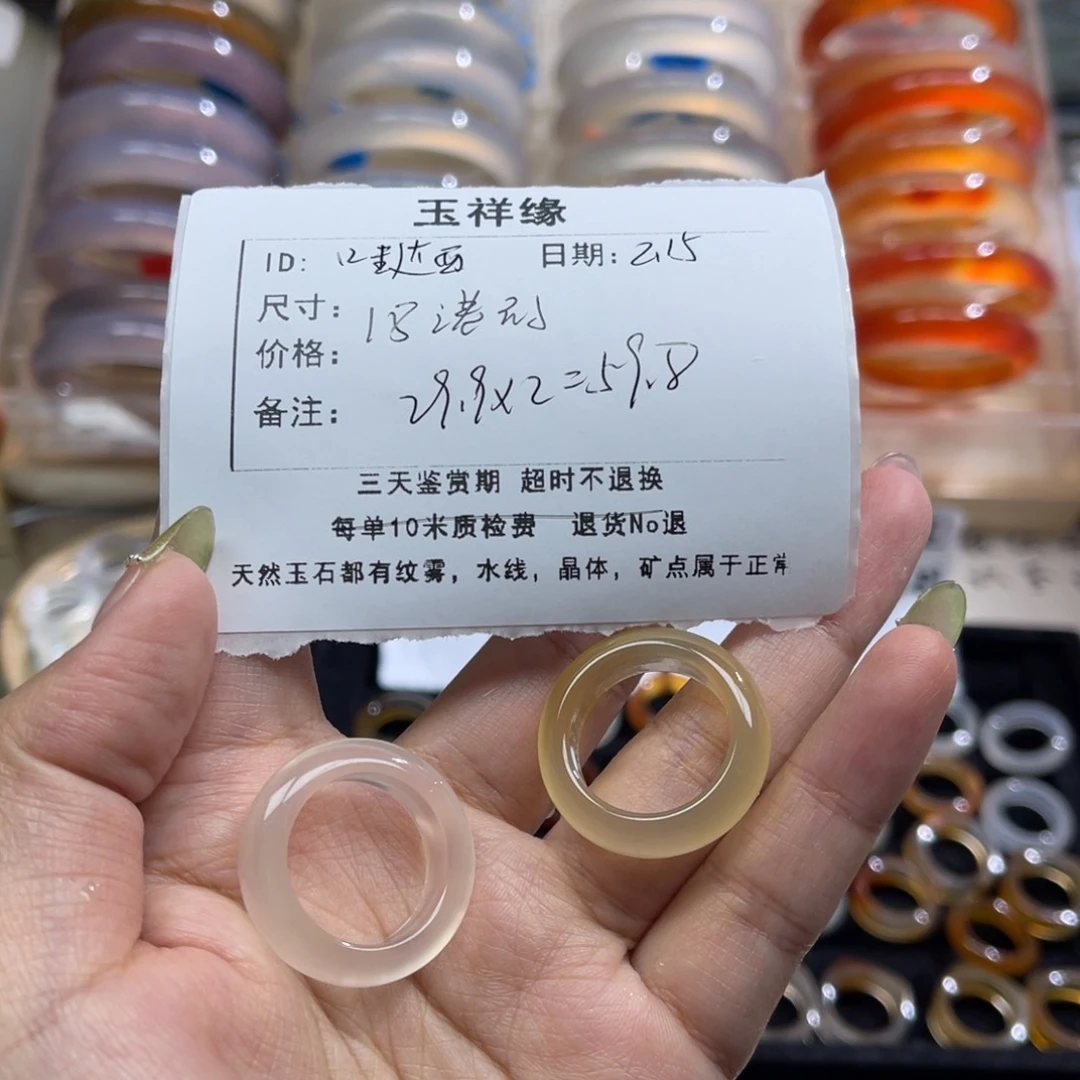 玉祥缘
ID: 日期: 2.15
尺寸: 18港码
价格:
备注: 29.9x2=59.8
三天鉴赏期 超时不退换
每单10米质检费 退货No退
天然玉石都有纹雾，水线，晶体，矿点属于正常